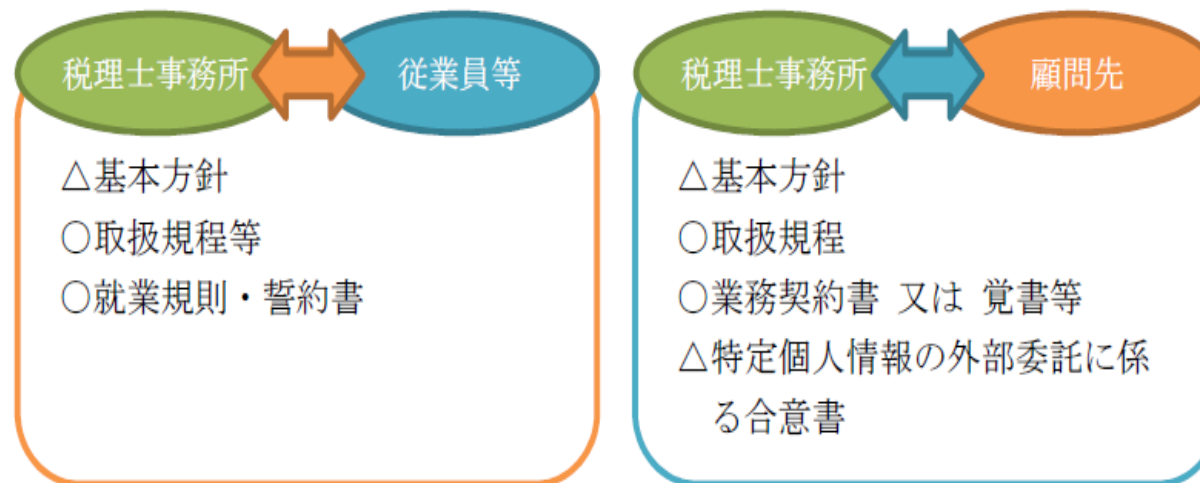 税理士事務所
従業員等
△基本方針
○取扱規程等
○就業規則・誓約書
税理士事務所
顧問先
△基本方針
○取扱規程
○業務契約書 又は 覚書等
△特定個人情報の外部委託に係
る合意書